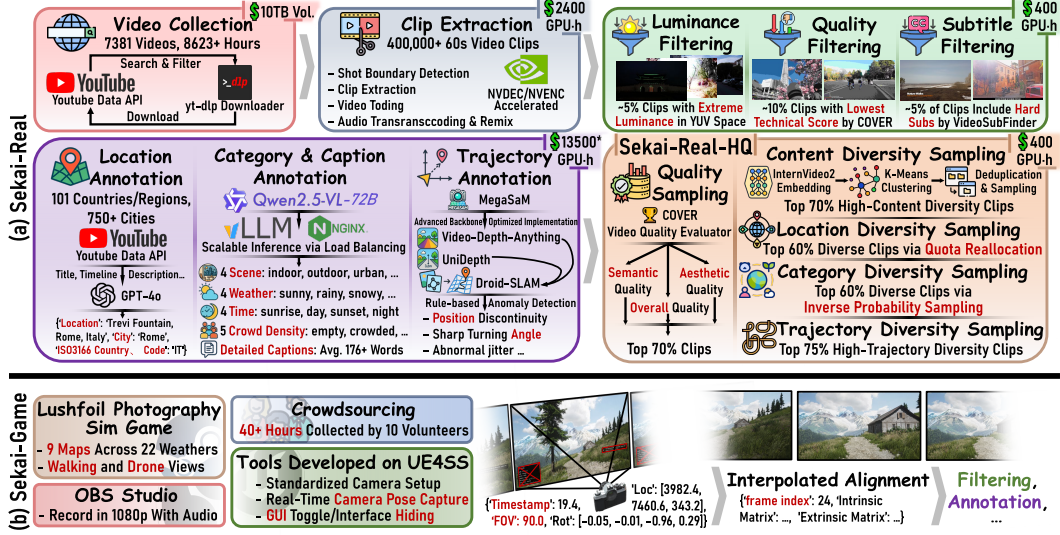 (a) Sekai-Real
Video Collection
$10TB Vol.
7381 Videos, 8623+ Hours
Search & Filter
YouTube
Youtube Data API
>_dlp
yt-dlp Downloader
Download
Clip Extraction
$2400
GPU-h
400,000+ 60s Video Clips
– Shot Boundary Detection
– Clip Extraction
– Video Toding
– Audio Transransccoding & Remix
NVIDIA
NVDEC/NVENC
Accelerated
$400
GPU-h
Luminance
Filtering
~5% Clips with Extreme
Luminance in YUV Space
Quality
Filtering
~10% Clips with Lowest
Technical Score by COVER
CC
Subtitle
Filtering
~5% of Clips Include Hard
Subs by VideoSubFinder
$13500*
GPU-h
Location
Annotation
101 Countries/Regions,
750+ Cities
YouTube
Youtube Data API
Title, Timeline
Description...
GPT-4o
{'Location': 'Trevi Fountain,
Rome, Italy', 'City': 'Rome',
'ISO3166 Country、 Code': 'IT'}
Category & Caption
Annotation
Qwen2.5-VL-72B
vLLM
NGINX
Scalable Inference via Load Balancing
4 Scene: indoor, outdoor, urban, ...
4 Weather: sunny, rainy, snowy, ...
4 Time: sunrise, day, sunset, night
5 Crowd Density: empty, crowded, ...
Detailed Captions: Avg. 176+ Words
Trajectory
Annotation
MegaSaM
Advanced Backbone
Optimized Implementation
Video-Depth-Anything
UniDepth
Droid-SLAM
Rule-based
Anomaly Detection
– Position Discontinuity
– Sharp Turning Angle
– Abnormal jitter ...
Sekai-Real-HQ
$400
GPU-h
Quality
Sampling
COVER
Video Quality Evaluator
Semantic
Quality
Aesthetic
Quality
Overall Quality
Top 70% Clips
Content Diversity Sampling
InternVideo2
Embedding
K-Means
Clustering
Deduplication
& Sampling
Top 70% High-Content Diversity Clips
Location Diversity Sampling
Top 60% Diverse Clips via Quota Reallocation
Category Diversity Sampling
Top 60% Diverse Clips via
Inverse Probability Sampling
Trajectory Diversity Sampling
Top 75% High-Trajectory Diversity Clips
(b) Sekai-Game
Lushfoil Photography
Sim Game
– 9 Maps Across 22 Weathers
– Walking and Drone Views
OBS Studio
– Record in 1080p With Audio
Crowdsourcing
40+ Hours Collected by 10 Volunteers
Tools Developed on UE4SS
– Standardized Camera Setup
– Real-Time Camera Pose Capture
– GUI Toggle/Interface Hiding
{'Timestamp': 19.4,
'Loc': [3982.4,
7460.6, 343.2],
'FOV': 90.0, 'Rot': [-0.05, -0.01, -0.96, 0.29]}
Interpolated Alignment
{'frame index': 24, 'Intrinsic
Matrix': ..., 'Extrinsic Matrix': ...}
Filtering,
Annotation,
...